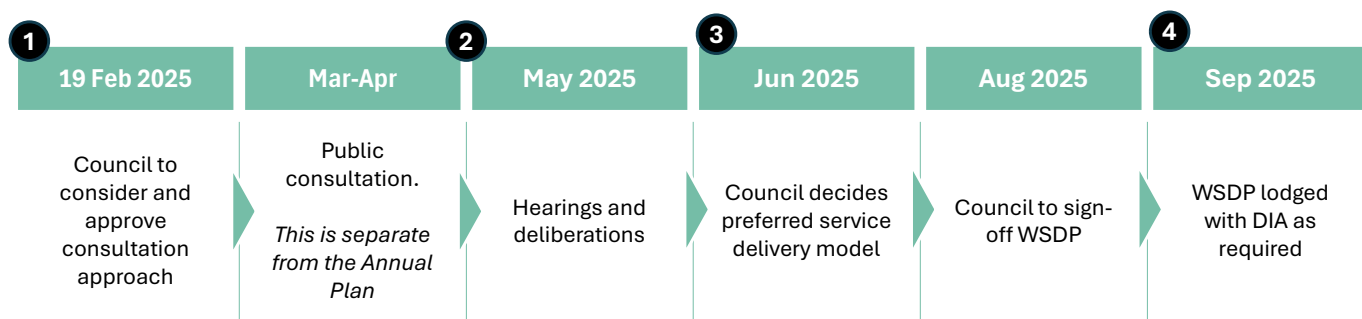 1
19 Feb 2025
Council to
consider and
approve
consultation
approach
Mar-Apr
Public
consultation.
This is separate
from the Annual
Plan
2
May 2025
Hearings and
deliberations
3
Jun 2025
Council decides
preferred service
delivery model
Aug 2025
Council to sign-
off WSDP
4
Sep 2025
WSDP lodged
with DIA as
required